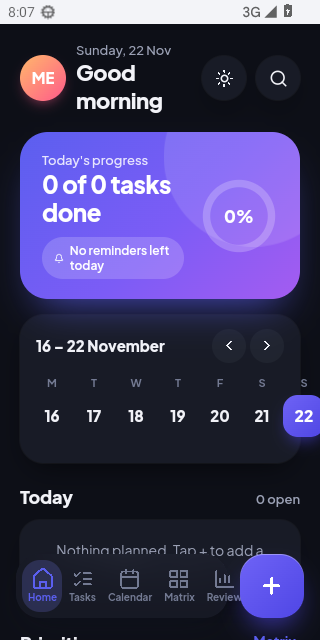 8:07
3G
Sunday, 22 Nov
ME
Good
morning
Today's progress
0 of 0 tasks
done
0%
No reminders left
today
16 – 22 November
M T W T F S S
16 17 18 19 20 21 22
Today
0 open
Nothing planned. Tap + to add a
Home Tasks Calendar Matrix Review
+